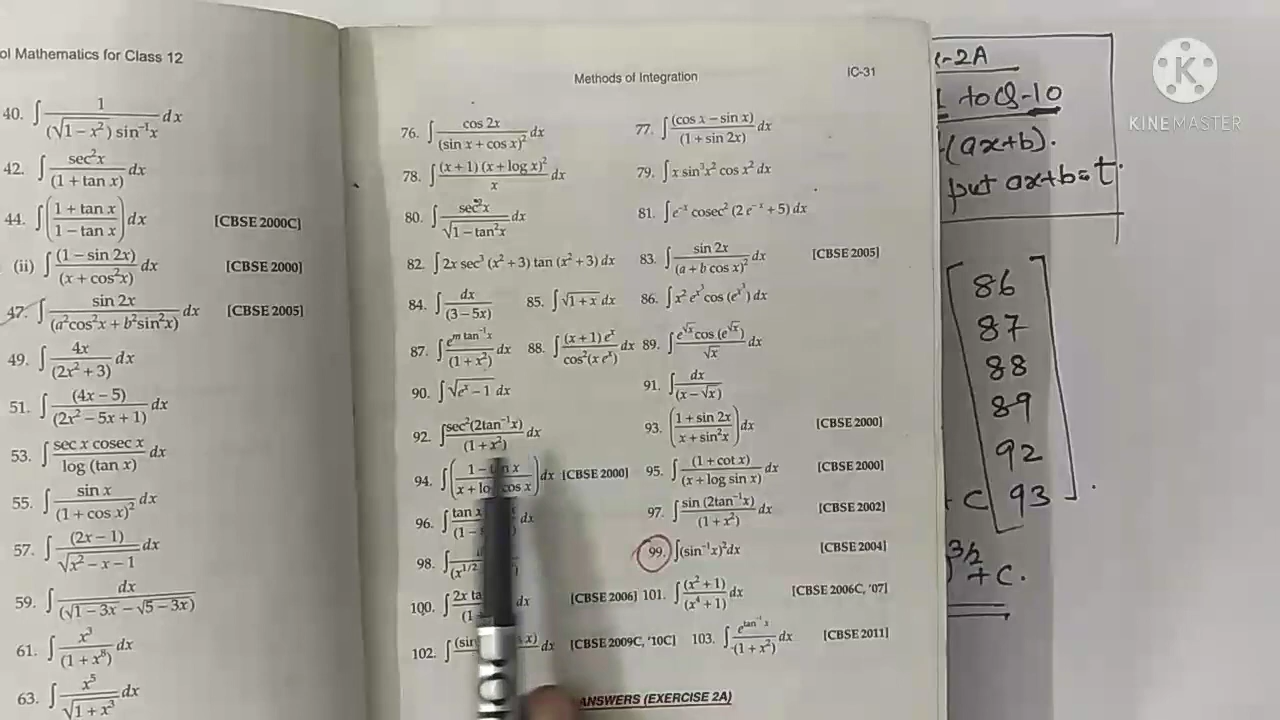 ol Mathematics for Class 12
40. ∫ 1/((√1 − x²) sin⁻¹x) dx
42. ∫ sec²x/(1 + tan x) dx
44. ∫ ((1 + tan x)/(1 − tan x)) dx [CBSE 2000C]
(ii) ∫ (1 − sin 2x)/(x + cos²x) dx [CBSE 2000]
47. ∫ sin 2x/(a²cos²x + b²sin²x) dx [CBSE 2005]
49. ∫ 4x/(2x² + 3) dx
51. ∫ (4x − 5)/(2x² − 5x + 1) dx
53. ∫ sec x cosec x/log (tan x) dx
55. ∫ sin x/(1 + cos x)² dx
57. ∫ (2x − 1)/√(x² − x − 1) dx
59. ∫ dx/(√(1 − 3x) − √(5 − 3x))
61. ∫ x³/(1 + x⁸) dx
63. ∫ x⁵/√(1 + x³) dx
Methods of Integration IC-31
76. ∫ cos 2x/(sin x + cos x)² dx 77. ∫ (cos x − sin x)/(1 + sin 2x) dx
78. ∫ (x + 1)(x + log x)²/x dx 79. ∫ x sin³x² cos x² dx
80. ∫ sec²x/√(1 − tan²x) dx 81. ∫ e⁻ˣ cosec² (2 e⁻ˣ + 5) dx
82. ∫ 2x sec³ (x² + 3) tan (x² + 3) dx 83. ∫ sin 2x/(a + b cos x)² dx [CBSE 2005]
84. ∫ dx/(3 − 5x) 85. ∫ √(1 + x) dx 86. ∫ x² e^(x³) cos (e^(x³)) dx
87. ∫ e^(m tan⁻¹x)/(1 + x²) dx 88. ∫ (x + 1) eˣ/cos²(x eˣ) dx 89. ∫ e^(√x) cos (e^(√x))/√x dx
90. ∫ √(eˣ − 1) dx 91. ∫ dx/(x − √x)
92. ∫ sec²(2tan⁻¹x)/(1 + x²) dx 93. ((1 + sin 2x)/(x + sin²x)) dx [CBSE 2000]
94. ∫ dx [CBSE 2000] 95. ∫ (1 + cot x)/(x + log sin x) dx [CBSE 2000]
96. ∫ dx 97. ∫ sin (2tan⁻¹x)/(1 + x²) dx [CBSE 2002]
98. ∫ 99. ∫ (sin⁻¹x)² dx [CBSE 2004]
100. ∫ dx [CBSE 2006] 101. ∫ (x² + 1)/(x⁴ + 1) dx [CBSE 2006C, '07]
102. ∫ dx [CBSE 2009C, '10C] 103. ∫ e^(tan⁻¹x)/(1 + x²) dx [CBSE 2011]
ANSWERS (EXERCISE 2A)
-2A
to Q-10
(ax+b).
put ax+b=t.
86
87
88
89
92
+ C 93
3/2
+ C.
KINEMASTER